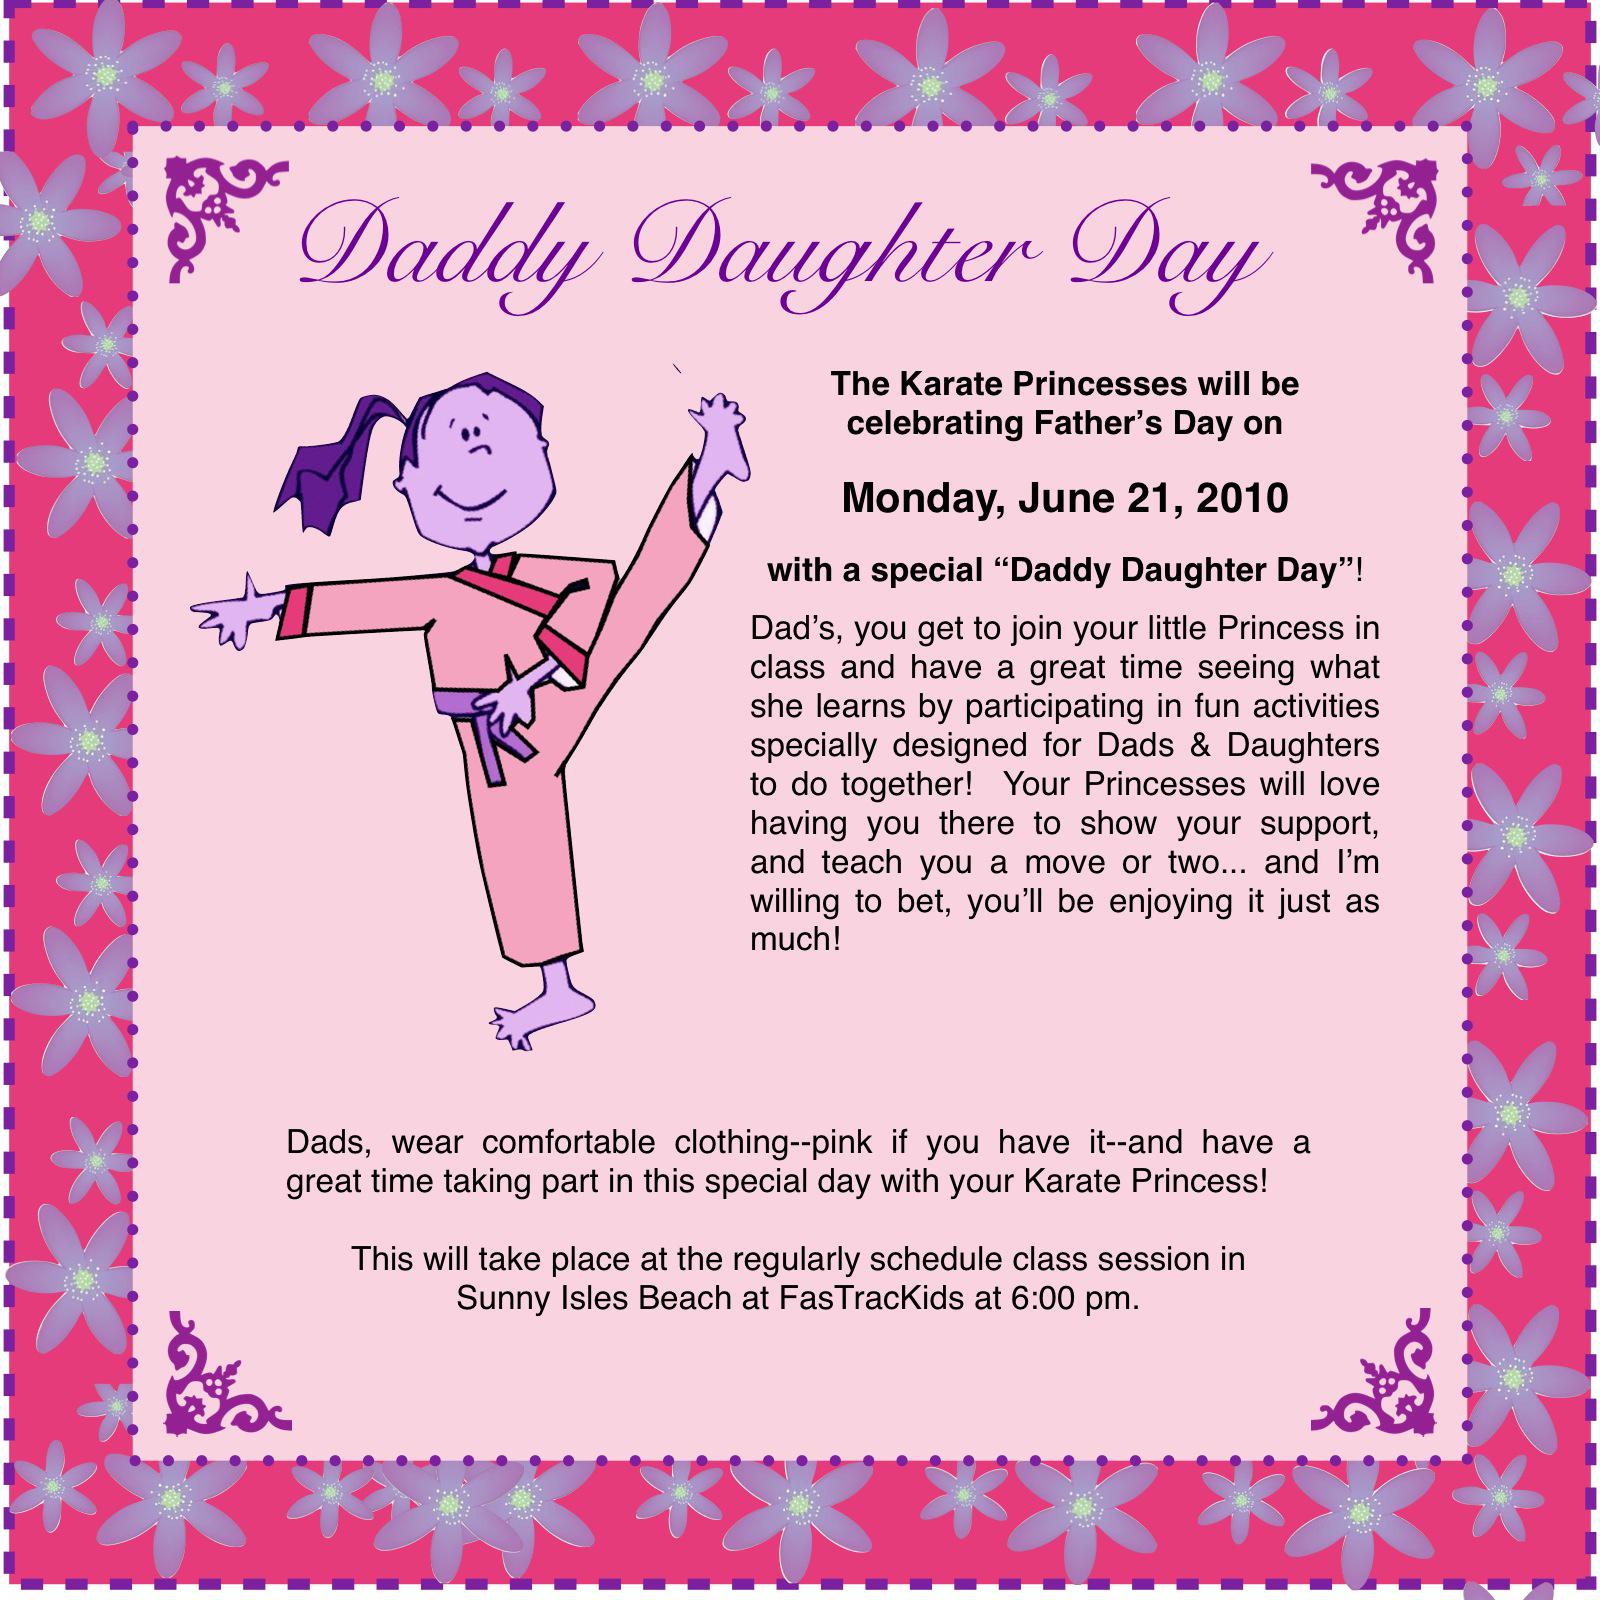 Daddy Daughter Day
The Karate Princesses will be
celebrating Father’s Day on
Monday, June 21, 2010
with a special “Daddy Daughter Day”!
Dad’s, you get to join your little Princess in
class and have a great time seeing what
she learns by participating in fun activities
specially designed for Dads & Daughters
to do together!  Your Princesses will love
having you there to show your support,
and teach you a move or two... and I’m
willing to bet, you’ll be enjoying it just as
much!
Dads, wear comfortable clothing--pink if you have it--and have a
great time taking part in this special day with your Karate Princess!
This will take place at the regularly schedule class session in
Sunny Isles Beach at FasTracKids at 6:00 pm.